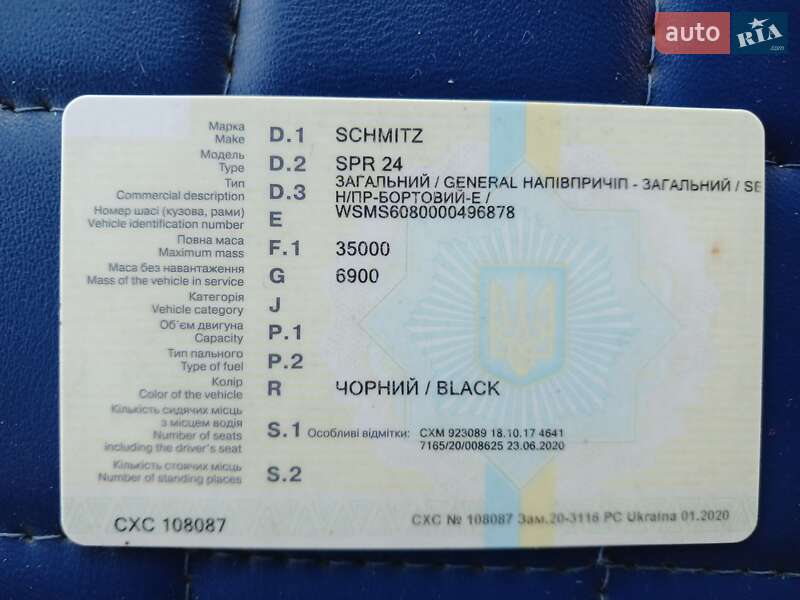 auto RIA .com
Марка
Make D.1 SCHMITZ
Модель
Type D.2 SPR 24
Тип
Commercial description D.3 ЗАГАЛЬНИЙ / GENERAL НАПІВПРИЧІП - ЗАГАЛЬНИЙ / SE
Н/ПР-БОРТОВИЙ-Е /
Номер шасі (кузова, рами)
Vehicle identification number E WSMS6080000496878
Повна маса
Maximum mass F.1 35000
Маса без навантаження
Mass of the vehicle in service G 6900
Категорія
Vehicle category J
Об'єм двигуна
Capacity P.1
Тип пального
Type of fuel P.2
Колір
Color of the vehicle R ЧОРНИЙ / BLACK
Кількість сидячих місць
з місцем водія
Number of seats
including the driver's seat S.1 Особливі відмітки: СХМ 923089 18.10.17 4641
7165/20/008625 23.06.2020
Кількість стоячих місць
Number of standing places S.2
СХС 108087
СХС № 108087 Зам.20-3116 РС Ukraina 01.2020